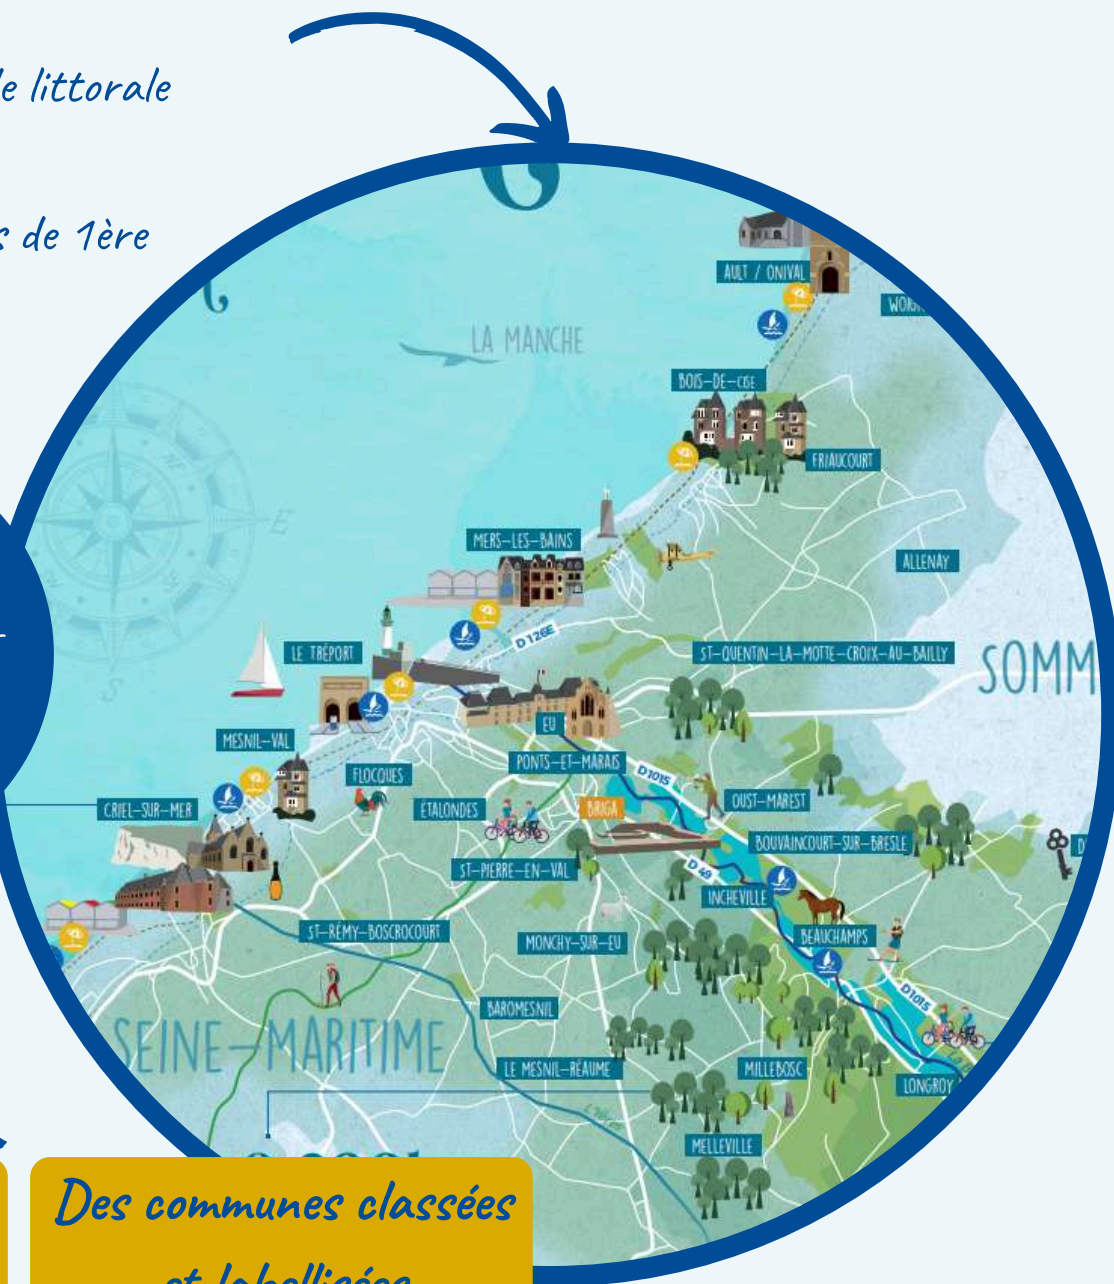 e littorale
s de 1ère
AULT / ONIVAL
LA MANCHE
BOIS-DE-CISE
FRIAUCOURT
MERS-LES-BAINS
E
ALLENAY
D 126E
LE TRÉPORT
ST-QUENTIN-LA-MOTTE-CROIX-AU-BAILLY
SOMM
S
EU
MESNIL-VAL
PONTS-ET-MARAIS
FLOCQUES
D1015
CRIEL-SUR-MER
ÉTALONDES
BRIGA
OUST-MAREST
BOUVAINCOURT-SUR-BRESLE
ST-PIERRE-EN-VAL
D 49
INCHEVILLE
ST-RÉMY-BOSCROCOURT
MONCHY-SUR-EU
BEAUCHAMPS
D1015
BAROMESNIL
SEINE-MARITIME
LE MESNIL-RÉAUME
MILLEBOSC
LONGROY
MELLEVILLE
Des communes classées
et labellisées